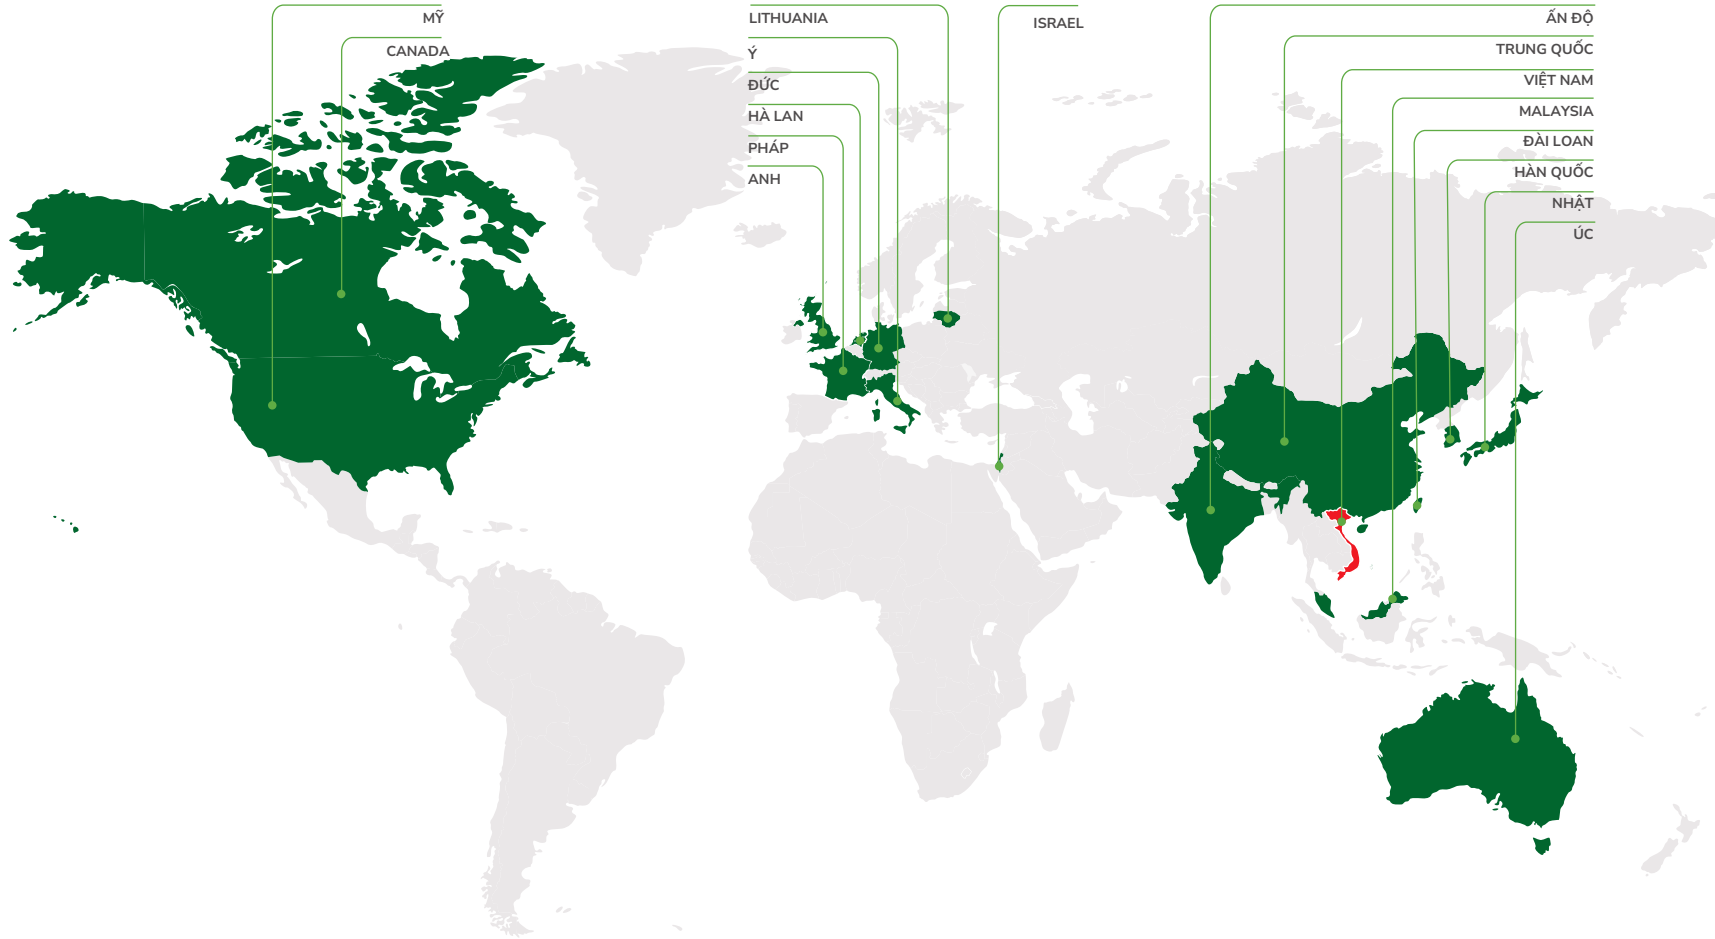 MỸ
CANADA
LITHUANIA
Ý
ĐỨC
HÀ LAN
PHÁP
ANH
ISRAEL
ẤN ĐỘ
TRUNG QUỐC
VIỆT NAM
MALAYSIA
ĐÀI LOAN
HÀN QUỐC
NHẬT
ÚC